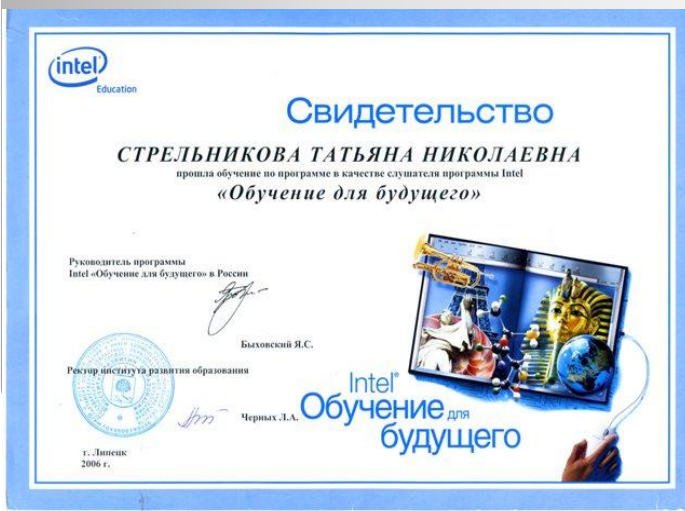 intel
Education
Свидетельство
СТРЕЛЬНИКОВА ТАТЬЯНА НИКОЛАЕВНА
прошла обучение по программе в качестве слушателя программы Intel
«Обучение для будущего»
Руководитель программы
Intel «Обучение для будущего» в России
Быховский Я.С.
Ректор института развития образования
Черных Л.А.
г. Липецк
2006 г.
Intel®
Обучение для
будущего